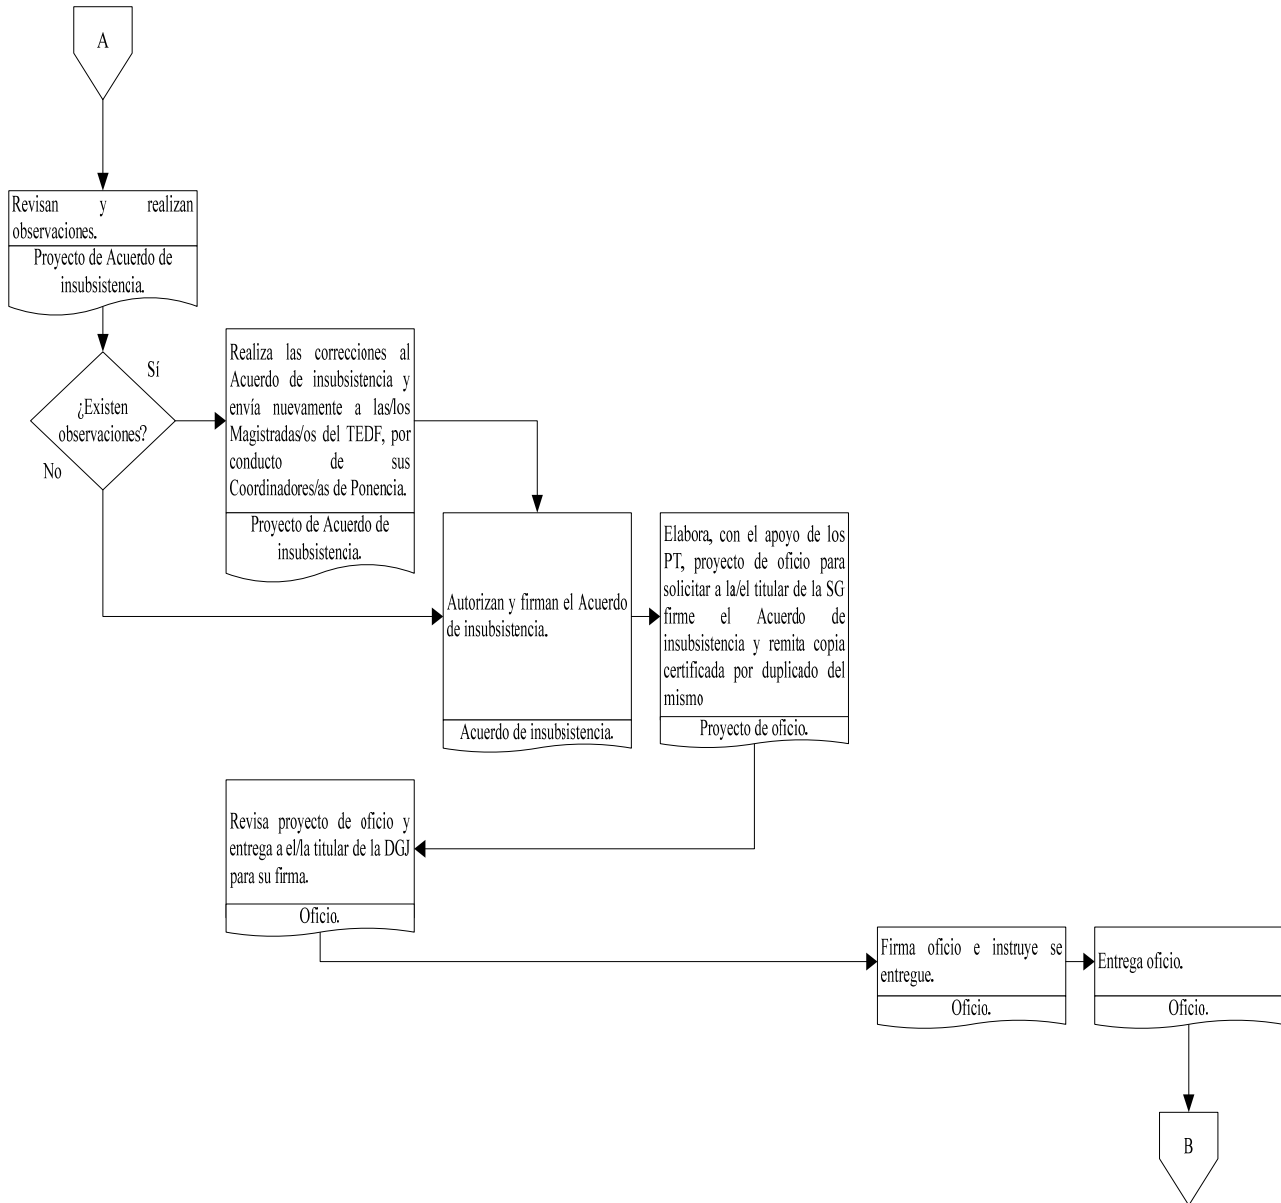 A
Revisan y realizan
observaciones.
Proyecto de Acuerdo de
insubsistencia.
Sí
¿Existen
observaciones?
No
Realiza las correcciones al
Acuerdo de insubsistencia y
envía nuevamente a las/los
Magistradas/os del TEDF, por
conducto de sus
Coordinadores/as de Ponencia.
Proyecto de Acuerdo de
insubsistencia.
Autorizan y firman el Acuerdo
de insubsistencia.
Acuerdo de insubsistencia.
Elabora, con el apoyo de los
PT, proyecto de oficio para
solicitar a la/el titular de la SG
firme el Acuerdo de
insubsistencia y remita copia
certificada por duplicado del
mismo
Proyecto de oficio.
Revisa proyecto de oficio y
entrega a el/la titular de la DGJ
para su firma.
Oficio.
Firma oficio e instruye se
entregue.
Oficio.
Entrega oficio.
Oficio.
B